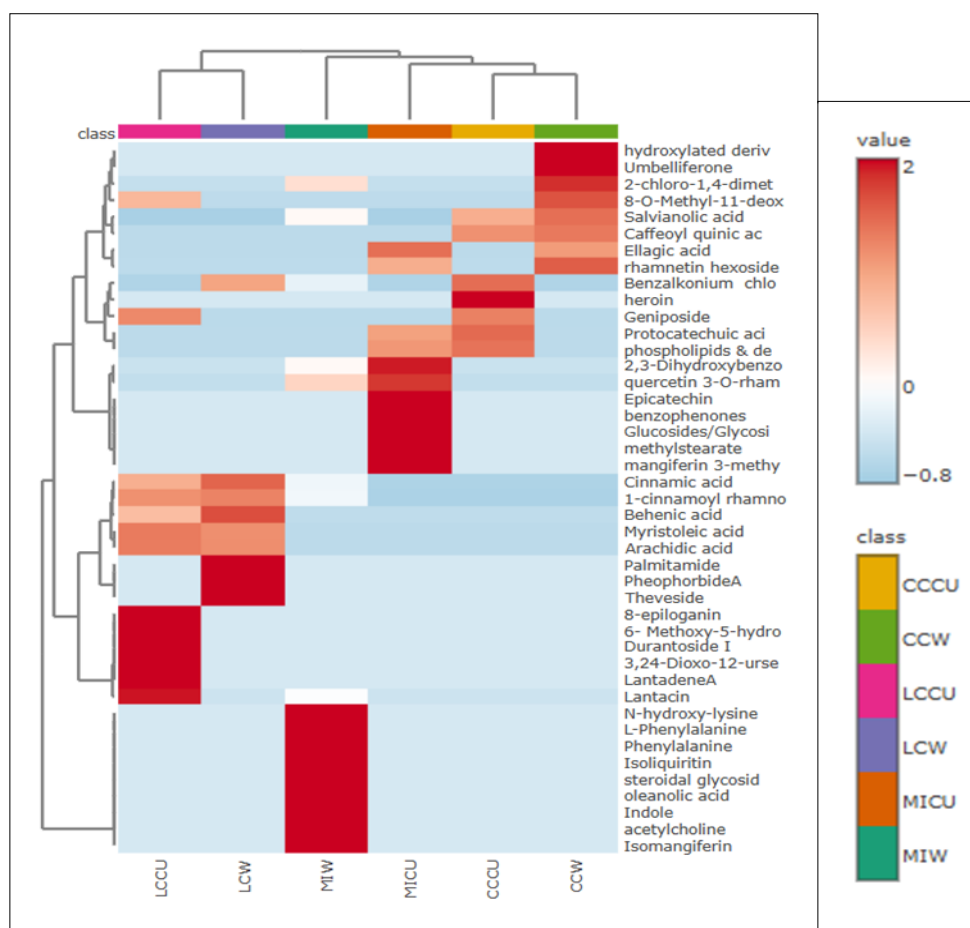 class
hydroxylated deriv
Umbelliferone
2-chloro-1,4-dimet
8-O-Methyl-11-deox
Salvianolic acid
Caffeoyl quinic ac
Ellagic acid
rhamnetin hexoside
Benzalkonium chlo
heroin
Geniposide
Protocatechuic aci
phospholipids & de
2,3-Dihydroxybenzo
quercetin 3-O-rham
Epicatechin
benzophenones
Glucosides/Glycosi
methylstearate
mangiferin 3-methy
Cinnamic acid
1-cinnamoyl rhamno
Behenic acid
Myristoleic acid
Arachidic acid
Palmitamide
PheophorbideA
Theveside
8-epiloganin
6- Methoxy-5-hydro
Durantoside I
3,24-Dioxo-12-urse
LantadeneA
Lantacin
N-hydroxy-lysine
L-Phenylalanine
Phenylalanine
Isoliquiritin
steroidal glycosid
oleanolic acid
Indole
acetylcholine
Isomangiferin
LCCU
LCW
MIW
MICU
CCCU
CCW
value
2
0
−0.8
class
CCCU
CCW
LCCU
LCW
MICU
MIW